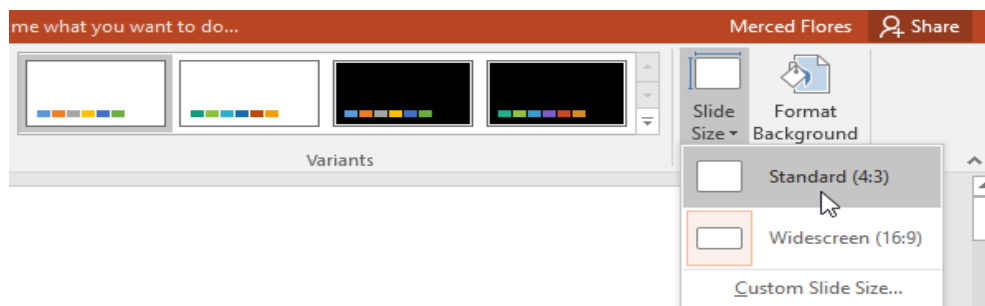 me what you want to do...
Merced Flores
Share
Slide
Size
Format
Background
Variants
Standard (4:3)
Widescreen (16:9)
Custom Slide Size...